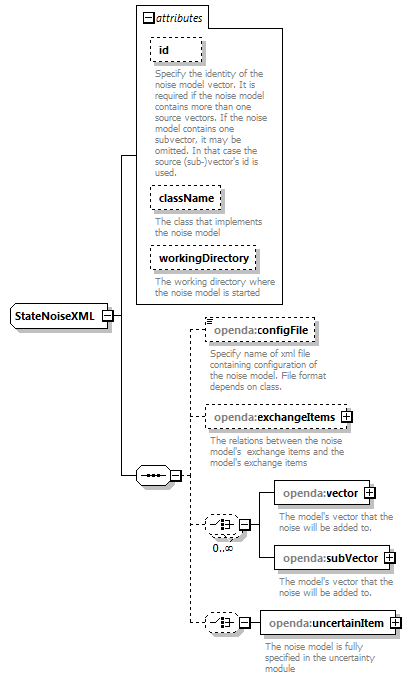 attributes
id
Specify the identity of the
noise model vector. It is
required if the noise model
contains more than one
source vectors. If the noise
model contains one
subvector, it may be
omitted. In that case the
source (sub-)vector's id is
used.
className
The class that implements
the noise model
workingDirectory
The working directory where
the noise model is started
StateNoiseXML
openda:configFile
Specify name of xml file
containing configuration of
the noise model. File format
depends on class.
openda:exchangeItems
The relations between the noise
model's exchange items and the
model's exchange items
openda:vector
The model's vector that the
noise will be added to.
0..∞
openda:subVector
The model's vector that the
noise will be added to.
openda:uncertainItem
The noise model is fully
specified in the uncertainty
module